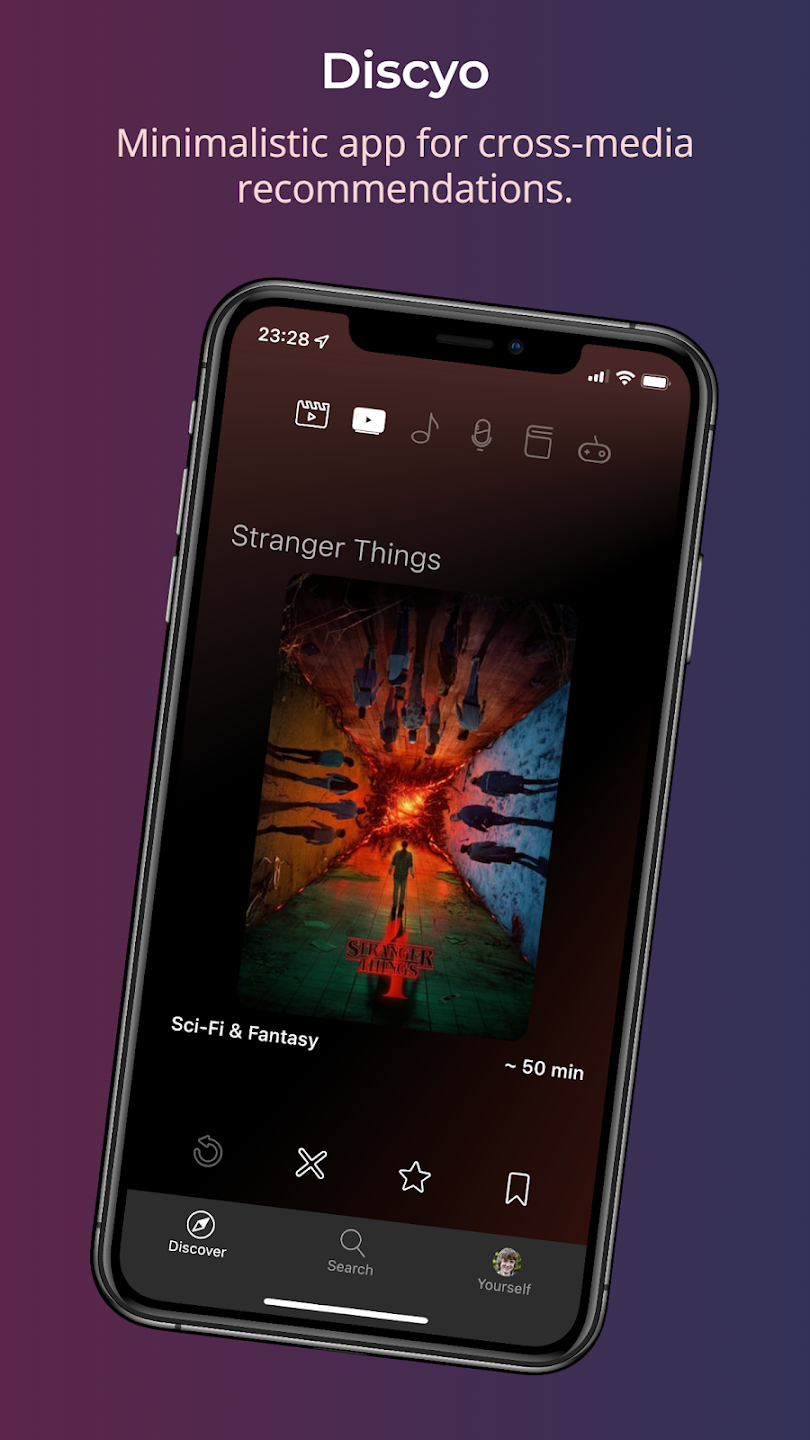 Discyo
Minimalistic app for cross-media
recommendations.
23:28
Stranger Things
STRANGER
THINGS
4
Sci-Fi & Fantasy
~ 50 min
Discover
Search
Yourself